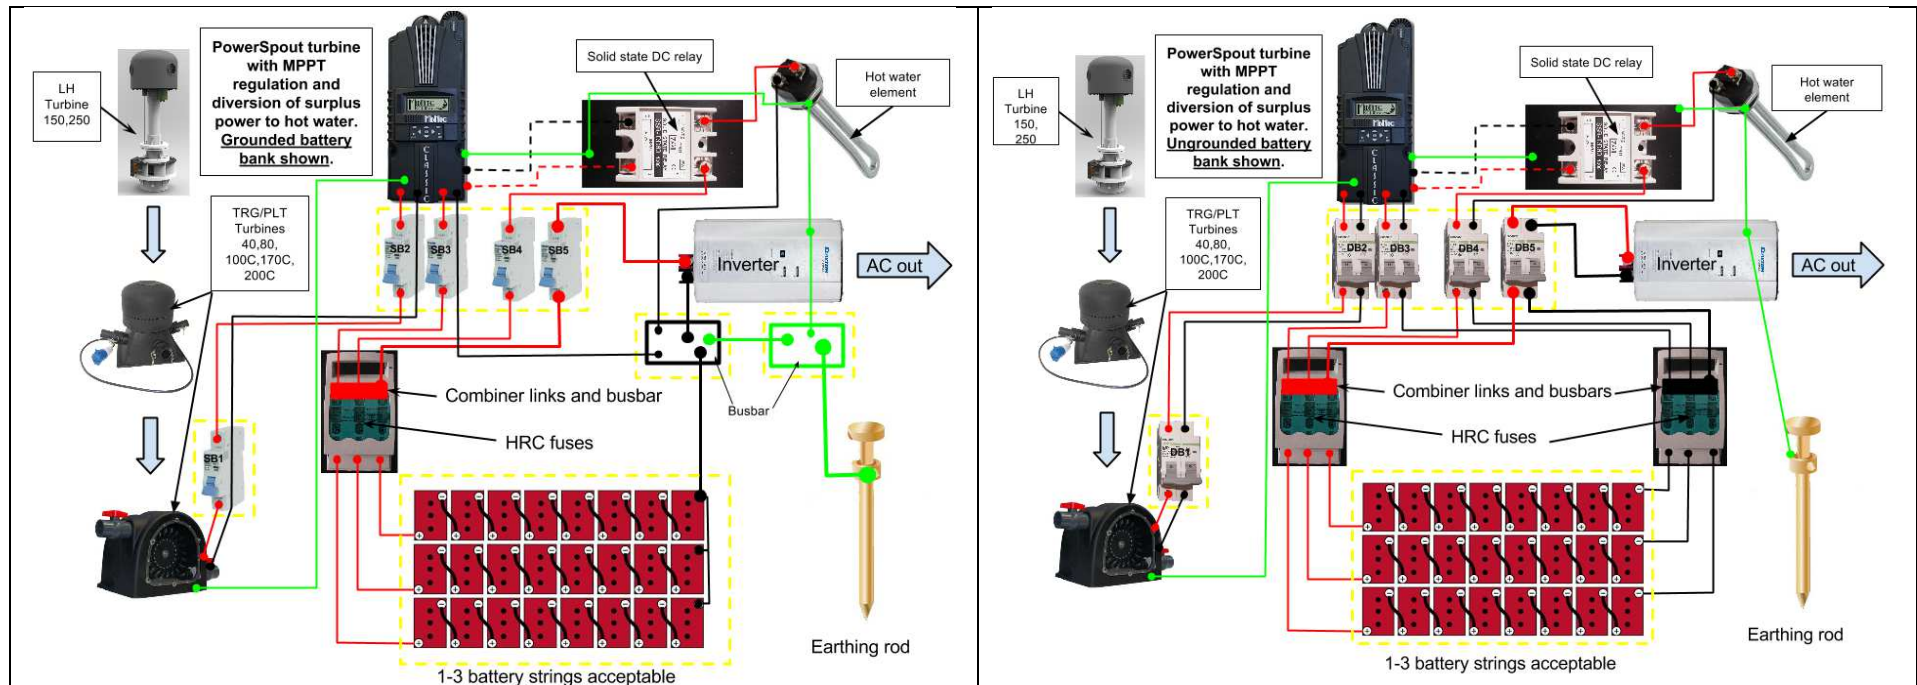 PowerSpout turbine
with MPPT
regulation and
diversion of surplus
power to hot water.
Grounded battery
bank shown.
LH
Turbine
150,250
Solid state DC relay
Hot water
element
TRG/PLT
Turbines
40,80,
100C,170C,
200C
CLASSIC
SB2
SB3
SB4
SB5
Inverter
AC out
SB1
Combiner links and busbar
Busbar
HRC fuses
Earthing rod
1-3 battery strings acceptable
PowerSpout turbine
with MPPT
regulation and
diversion of surplus
power to hot water.
Ungrounded battery
bank shown.
LH
Turbine
150,
250
Solid state DC relay
Hot water
element
TRG/PLT
Turbines
40,80,
100C,170C,
200C
CLASSIC
DB2
DB3
DB4
DB5
Inverter
AC out
DB1
Combiner links and busbars
HRC fuses
Earthing rod
1-3 battery strings acceptable